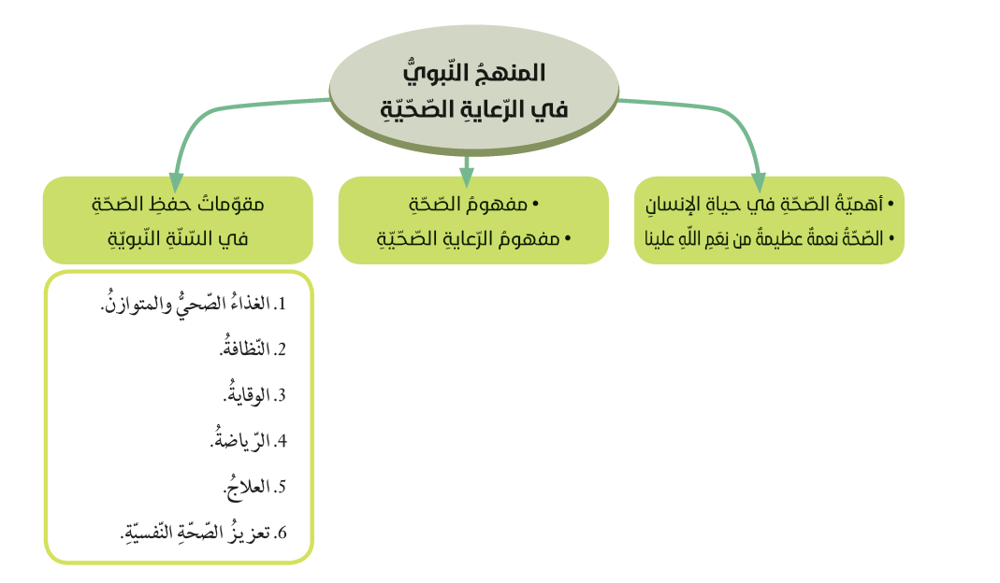 المنهجُ النّبويُّ
في الرّعايةِ الصّحّيّةِ
• أهميّةُ الصّحّةِ في حياةِ الإنسانِ
• الصّحّةُ نعمةٌ عظيمةٌ من نِعَمِ اللّهِ علينا
• مفهومُ الصّحّةِ
• مفهومُ الرّعايةِ الصّحّيّةِ
مقوّماتُ حفظِ الصّحّةِ
في السّنّةِ النّبويّةِ
1. الغذاءُ الصّحيُّ والمتوازنُ.
2. النّظافةُ.
3. الوقايةُ.
4. الرّياضةُ.
5. العلاجُ.
6. تعزيزُ الصّحّةِ النّفسيّةِ.